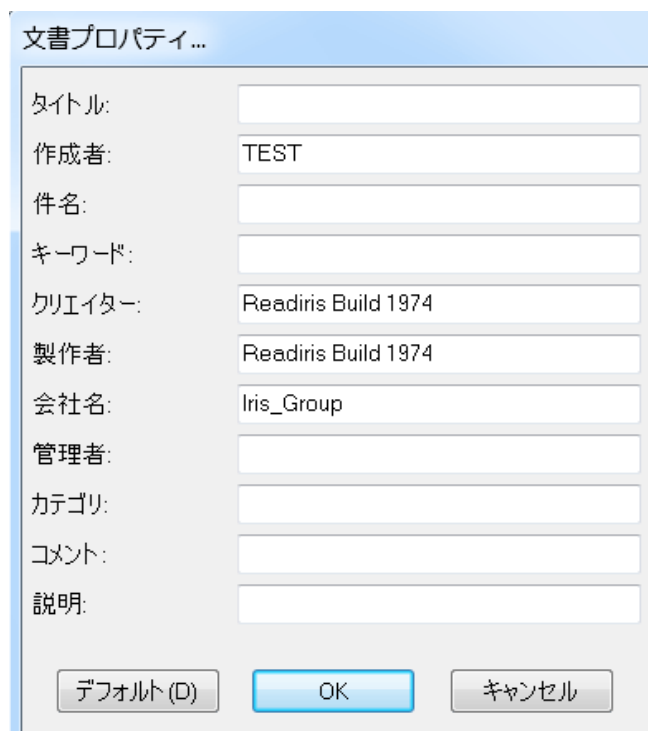 文書プロパティ...
タイトル:
作成者: TEST
件名:
キーワード:
クリエイター: Readiris Build 1974
製作者: Readiris Build 1974
会社名: Iris_Group
管理者:
カテゴリ:
コメント:
説明:
デフォルト(D) OK キャンセル